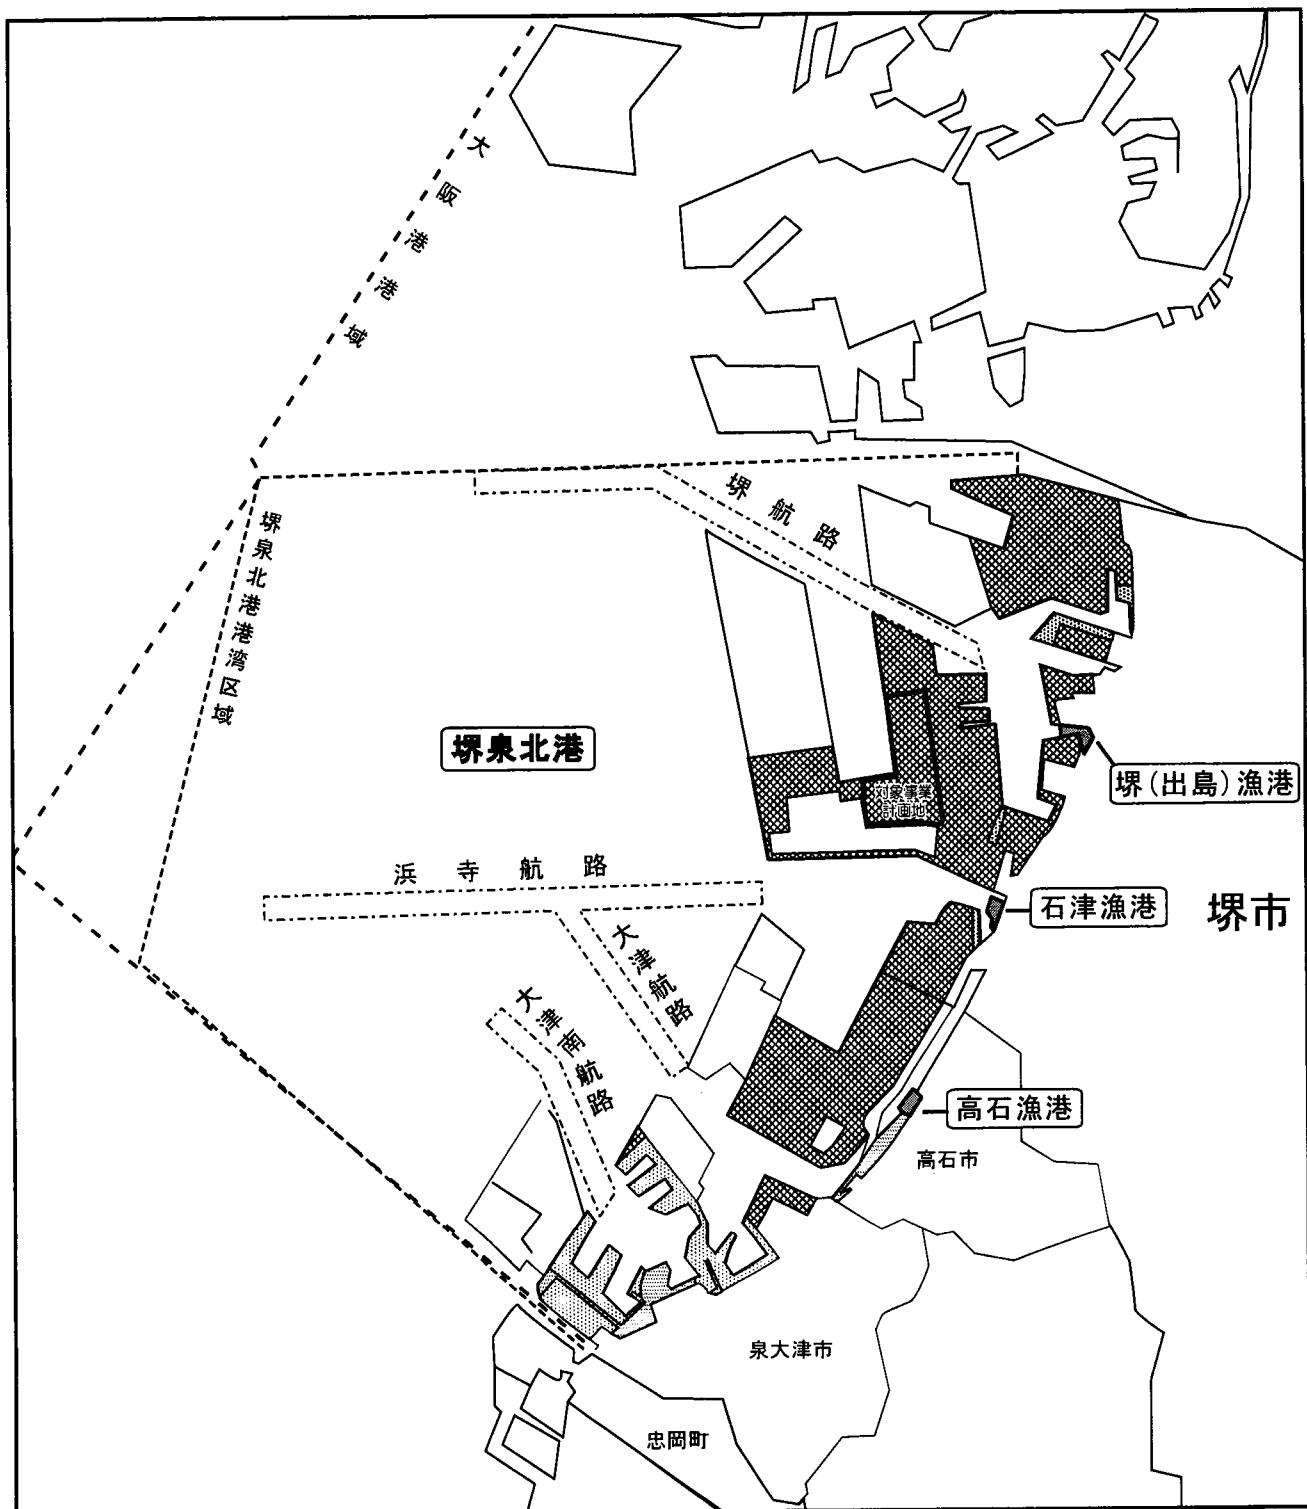 大阪港港域
堺航路
堺泉北港港湾区域
堺泉北港
堺(出島)漁港
対象事業
計画地
浜寺航路
石津漁港
堺市
大津航路
大津南航路
高石漁港
高石市
泉大津市
忠岡町